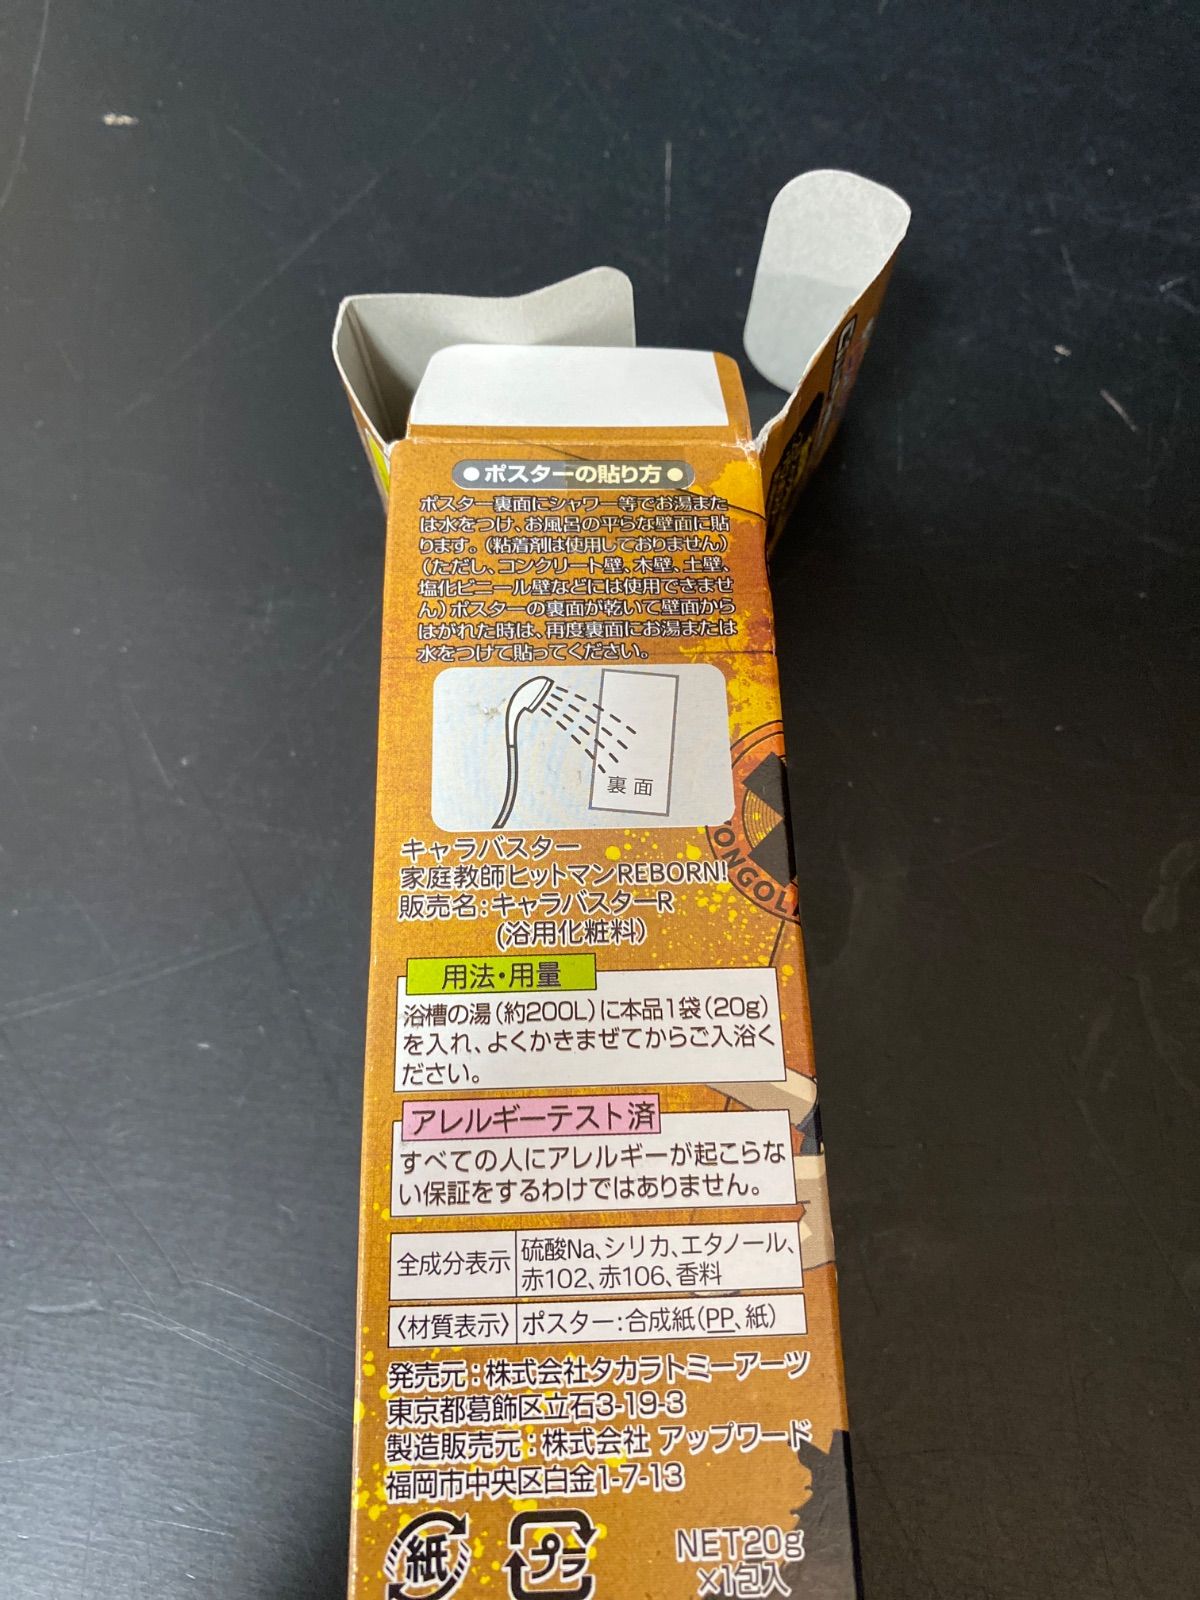 ●ポスターの貼り方●
ポスター裏面にシャワー等でお湯また
は水をつけ、お風呂の平らな壁面に貼
ります。(粘着剤は使用しておりません)
(ただし、コンクリート壁、木壁、土壁、
塩化ビニール壁などには使用できませ
ん)ポスターの裏面が乾いて壁面から
はがれた時は、再度裏面にお湯または
水をつけて貼ってください。
裏面
キャラバスター
家庭教師ヒットマンREBORN!
販売名:キャラバスターR
(浴用化粧料)
用法・用量
浴槽の湯(約200L)に本品1袋(20g)
を入れ、よくかきまぜてからご入浴く
ださい。
アレルギーテスト済
すべての人にアレルギーが起こらな
い保証をするわけではありません。
全成分表示 硫酸Na、シリカ、エタノール、
赤102、赤106、香料
〈材質表示〉 ポスター:合成紙(PP、紙)
発売元:株式会社タカラトミーアーツ
東京都葛飾区立石3-19-3
製造販売元:株式会社 アップワード
福岡市中央区白金1-7-13
紙 プラ NET20g
×1包入